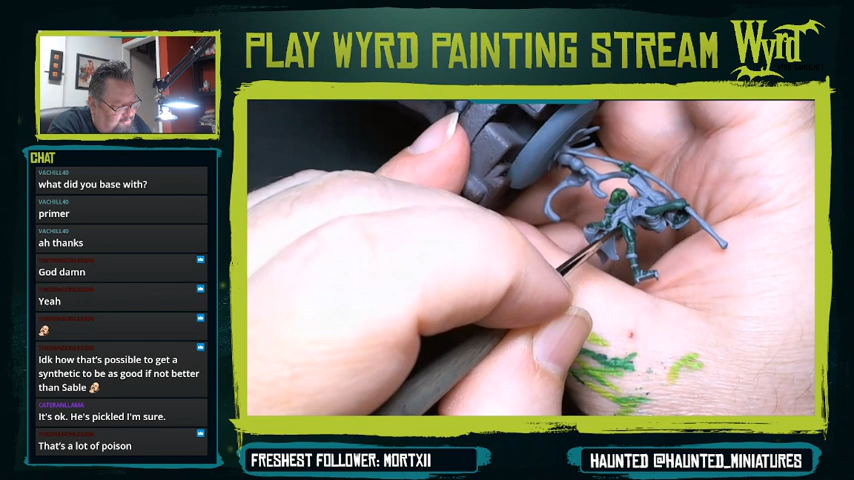 PLAY WYRD PAINTING STREAM
Wyrd
CHAT
VACHILL40
what did you base with?
VACHILL40
primer
VACHILL40
ah thanks
God damn
Yeah
Idk how that's possible to get a
synthetic to be as good if not better
than Sable
CATERANLLAMA
It's ok. He's pickled I'm sure.
That's a lot of poison
FRESHEST FOLLOWER: MORTXII
HAUNTED @HAUNTED_MINIATURES